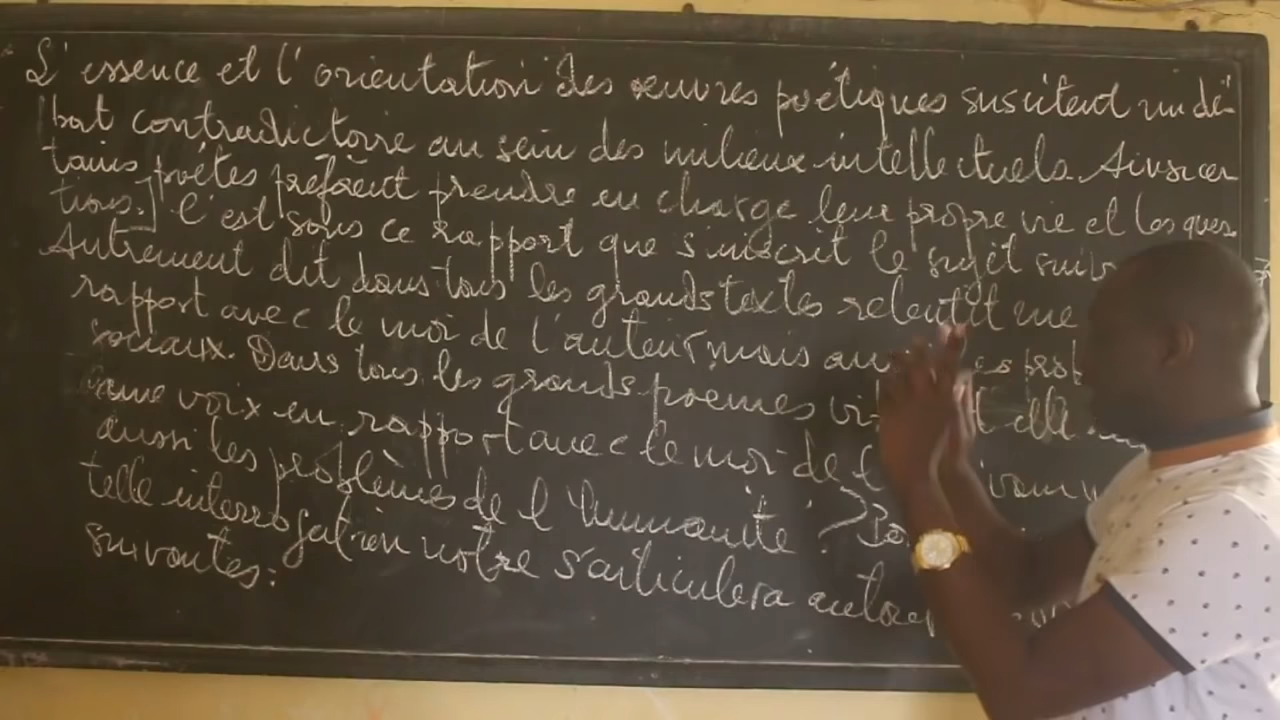 L'essence et l'orientation des œuvres poétiques suscitent un dé-
bat contradictoire au sein des milieux intellectuels. Ainsi cer
tains poètes préfèrent prendre en charge leur propre vie et les ques
tions.] C'est sous ce rapport que s'inscrit le sujet
Autrement dit dans tous les grands textes retentit une
rapport avec le moi de l'auteur mais
sociaux. Dans tous les grands poèmes elle
une voix en rapport avec le moi de
aussi les problèmes de l'humanité ?
telle interrogation notre s'articulera
suivantes: